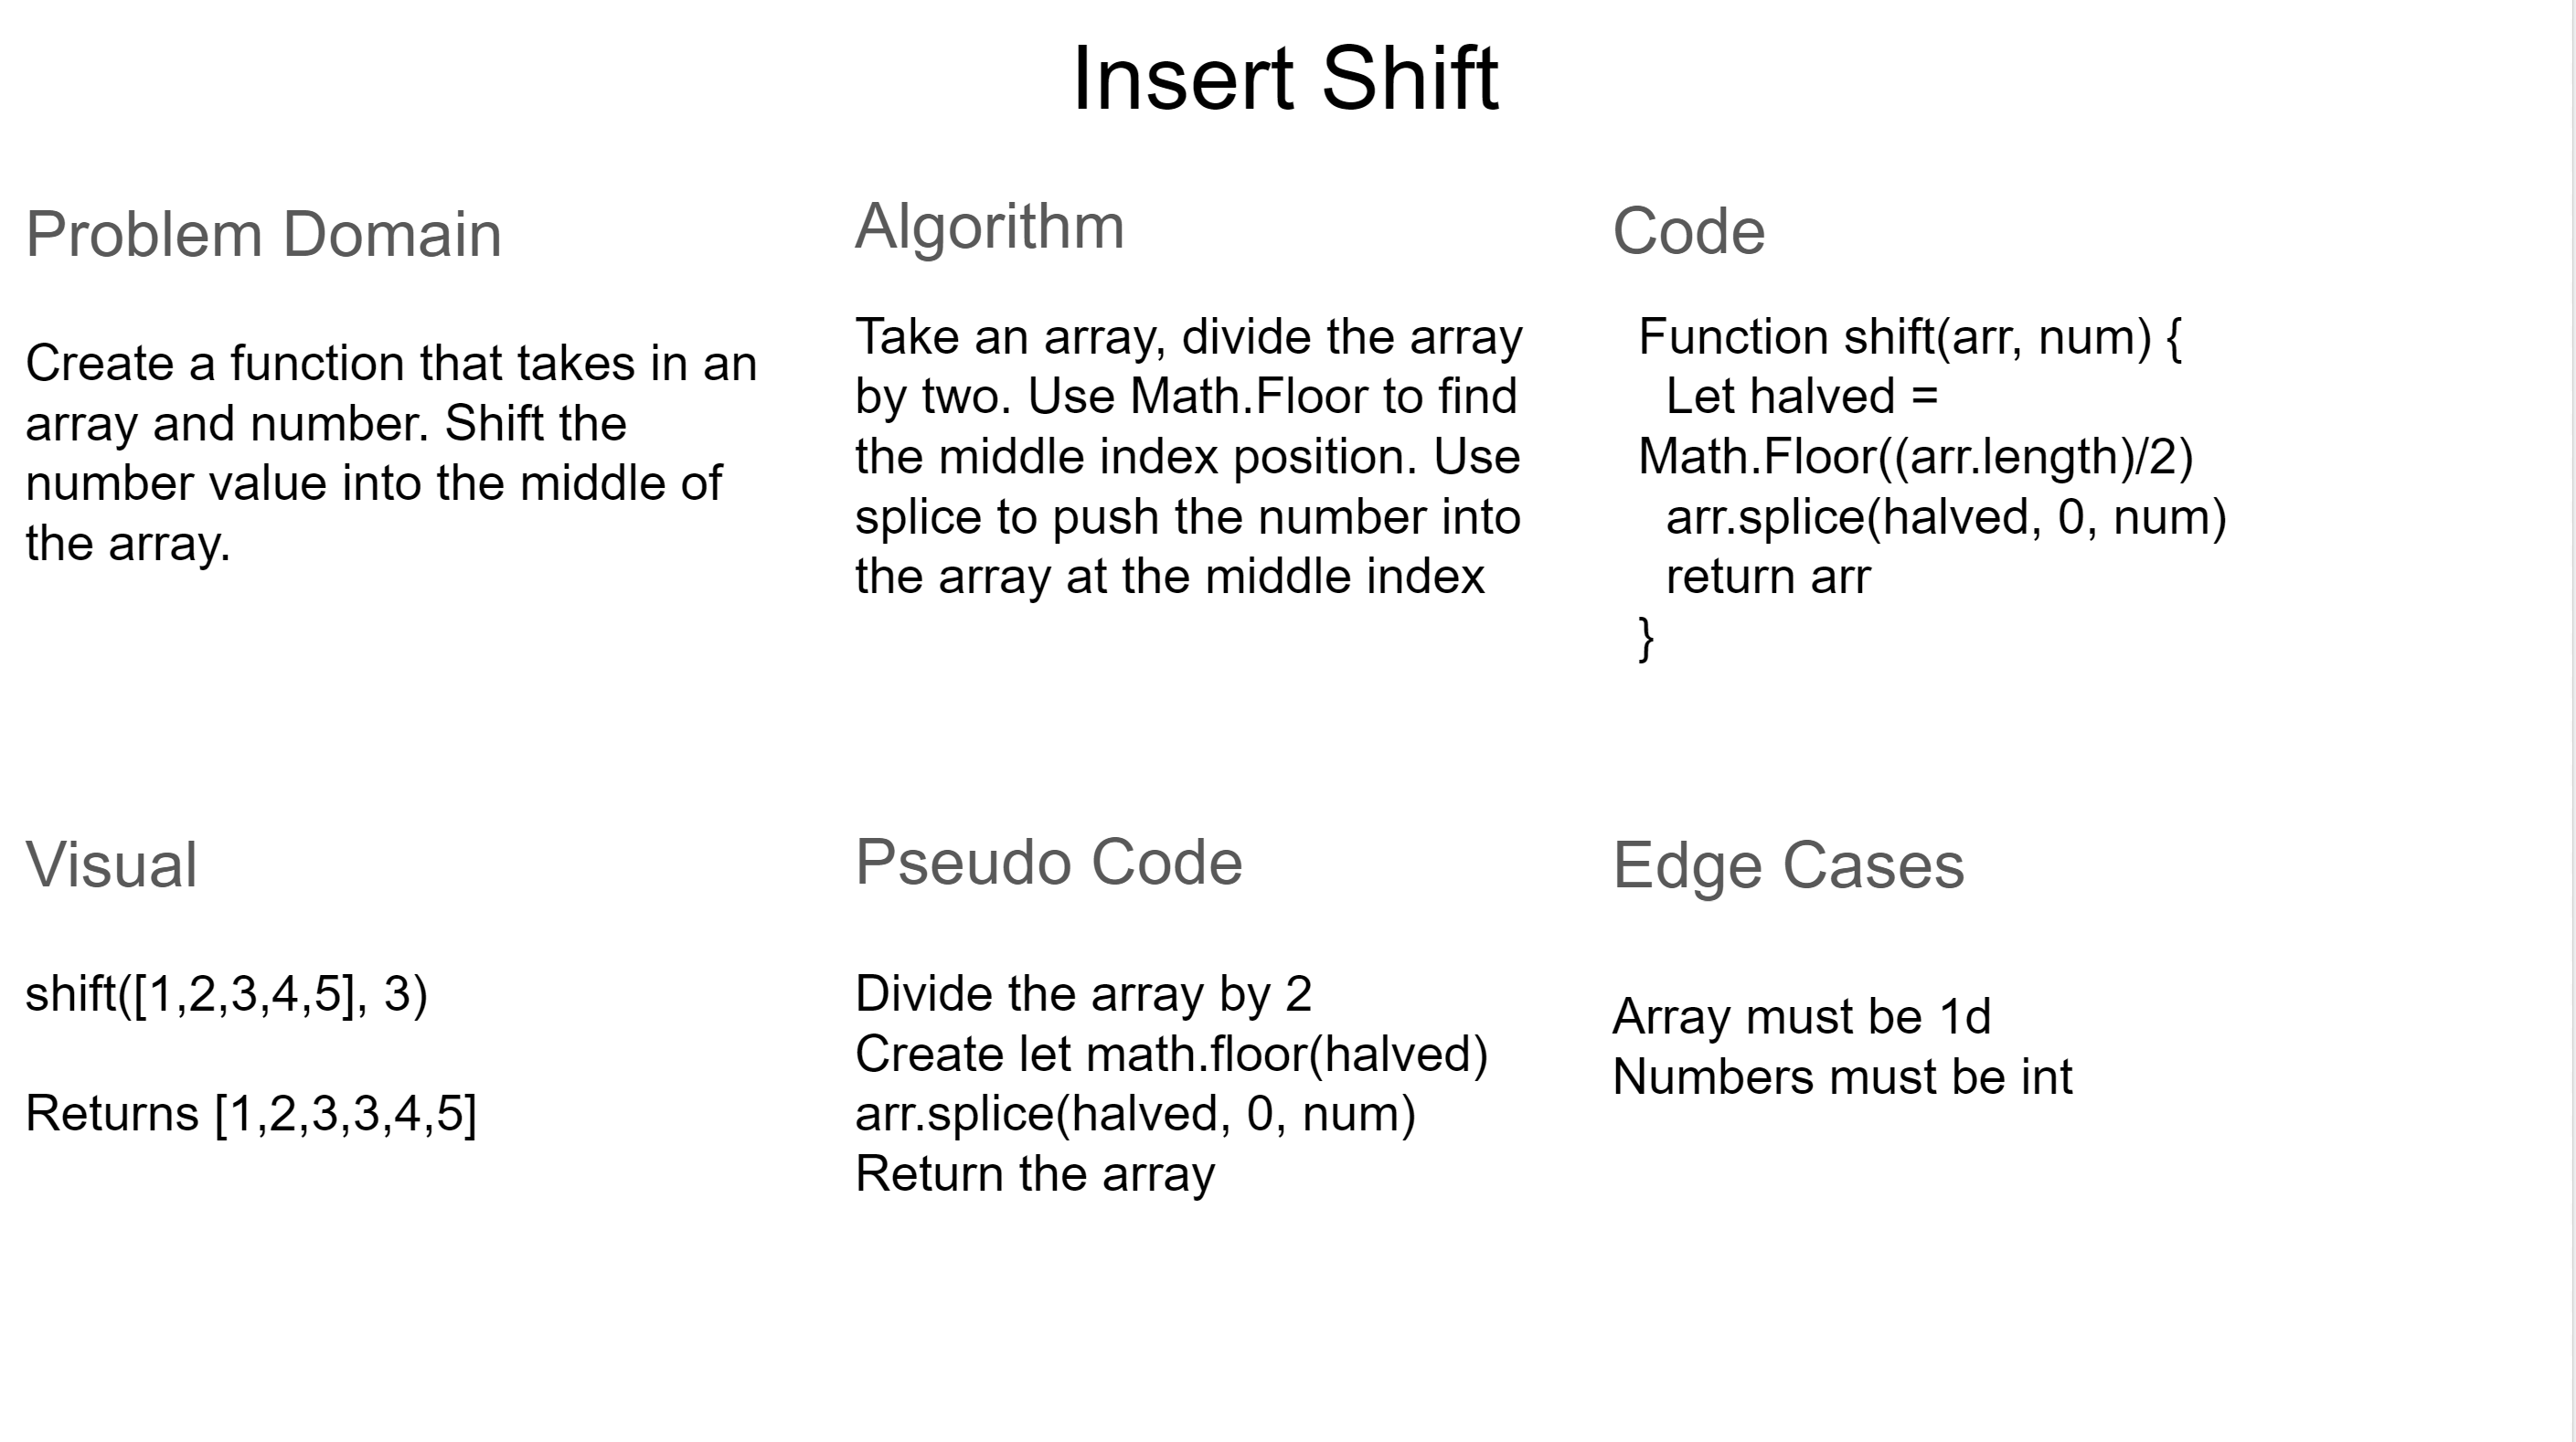 Insert Shift
Problem Domain
Create a function that takes in an
array and number. Shift the
number value into the middle of
the array.
Algorithm
Take an array, divide the array
by two. Use Math.Floor to find
the middle index position. Use
splice to push the number into
the array at the middle index
Code
Function shift(arr, num) {
Let halved =
Math.Floor((arr.length)/2)
arr.splice(halved, 0, num)
return arr
}
Visual
shift([1,2,3,4,5], 3)
Returns [1,2,3,3,4,5]
Pseudo Code
Divide the array by 2
Create let math.floor(halved)
arr.splice(halved, 0, num)
Return the array
Edge Cases
Array must be 1d
Numbers must be int